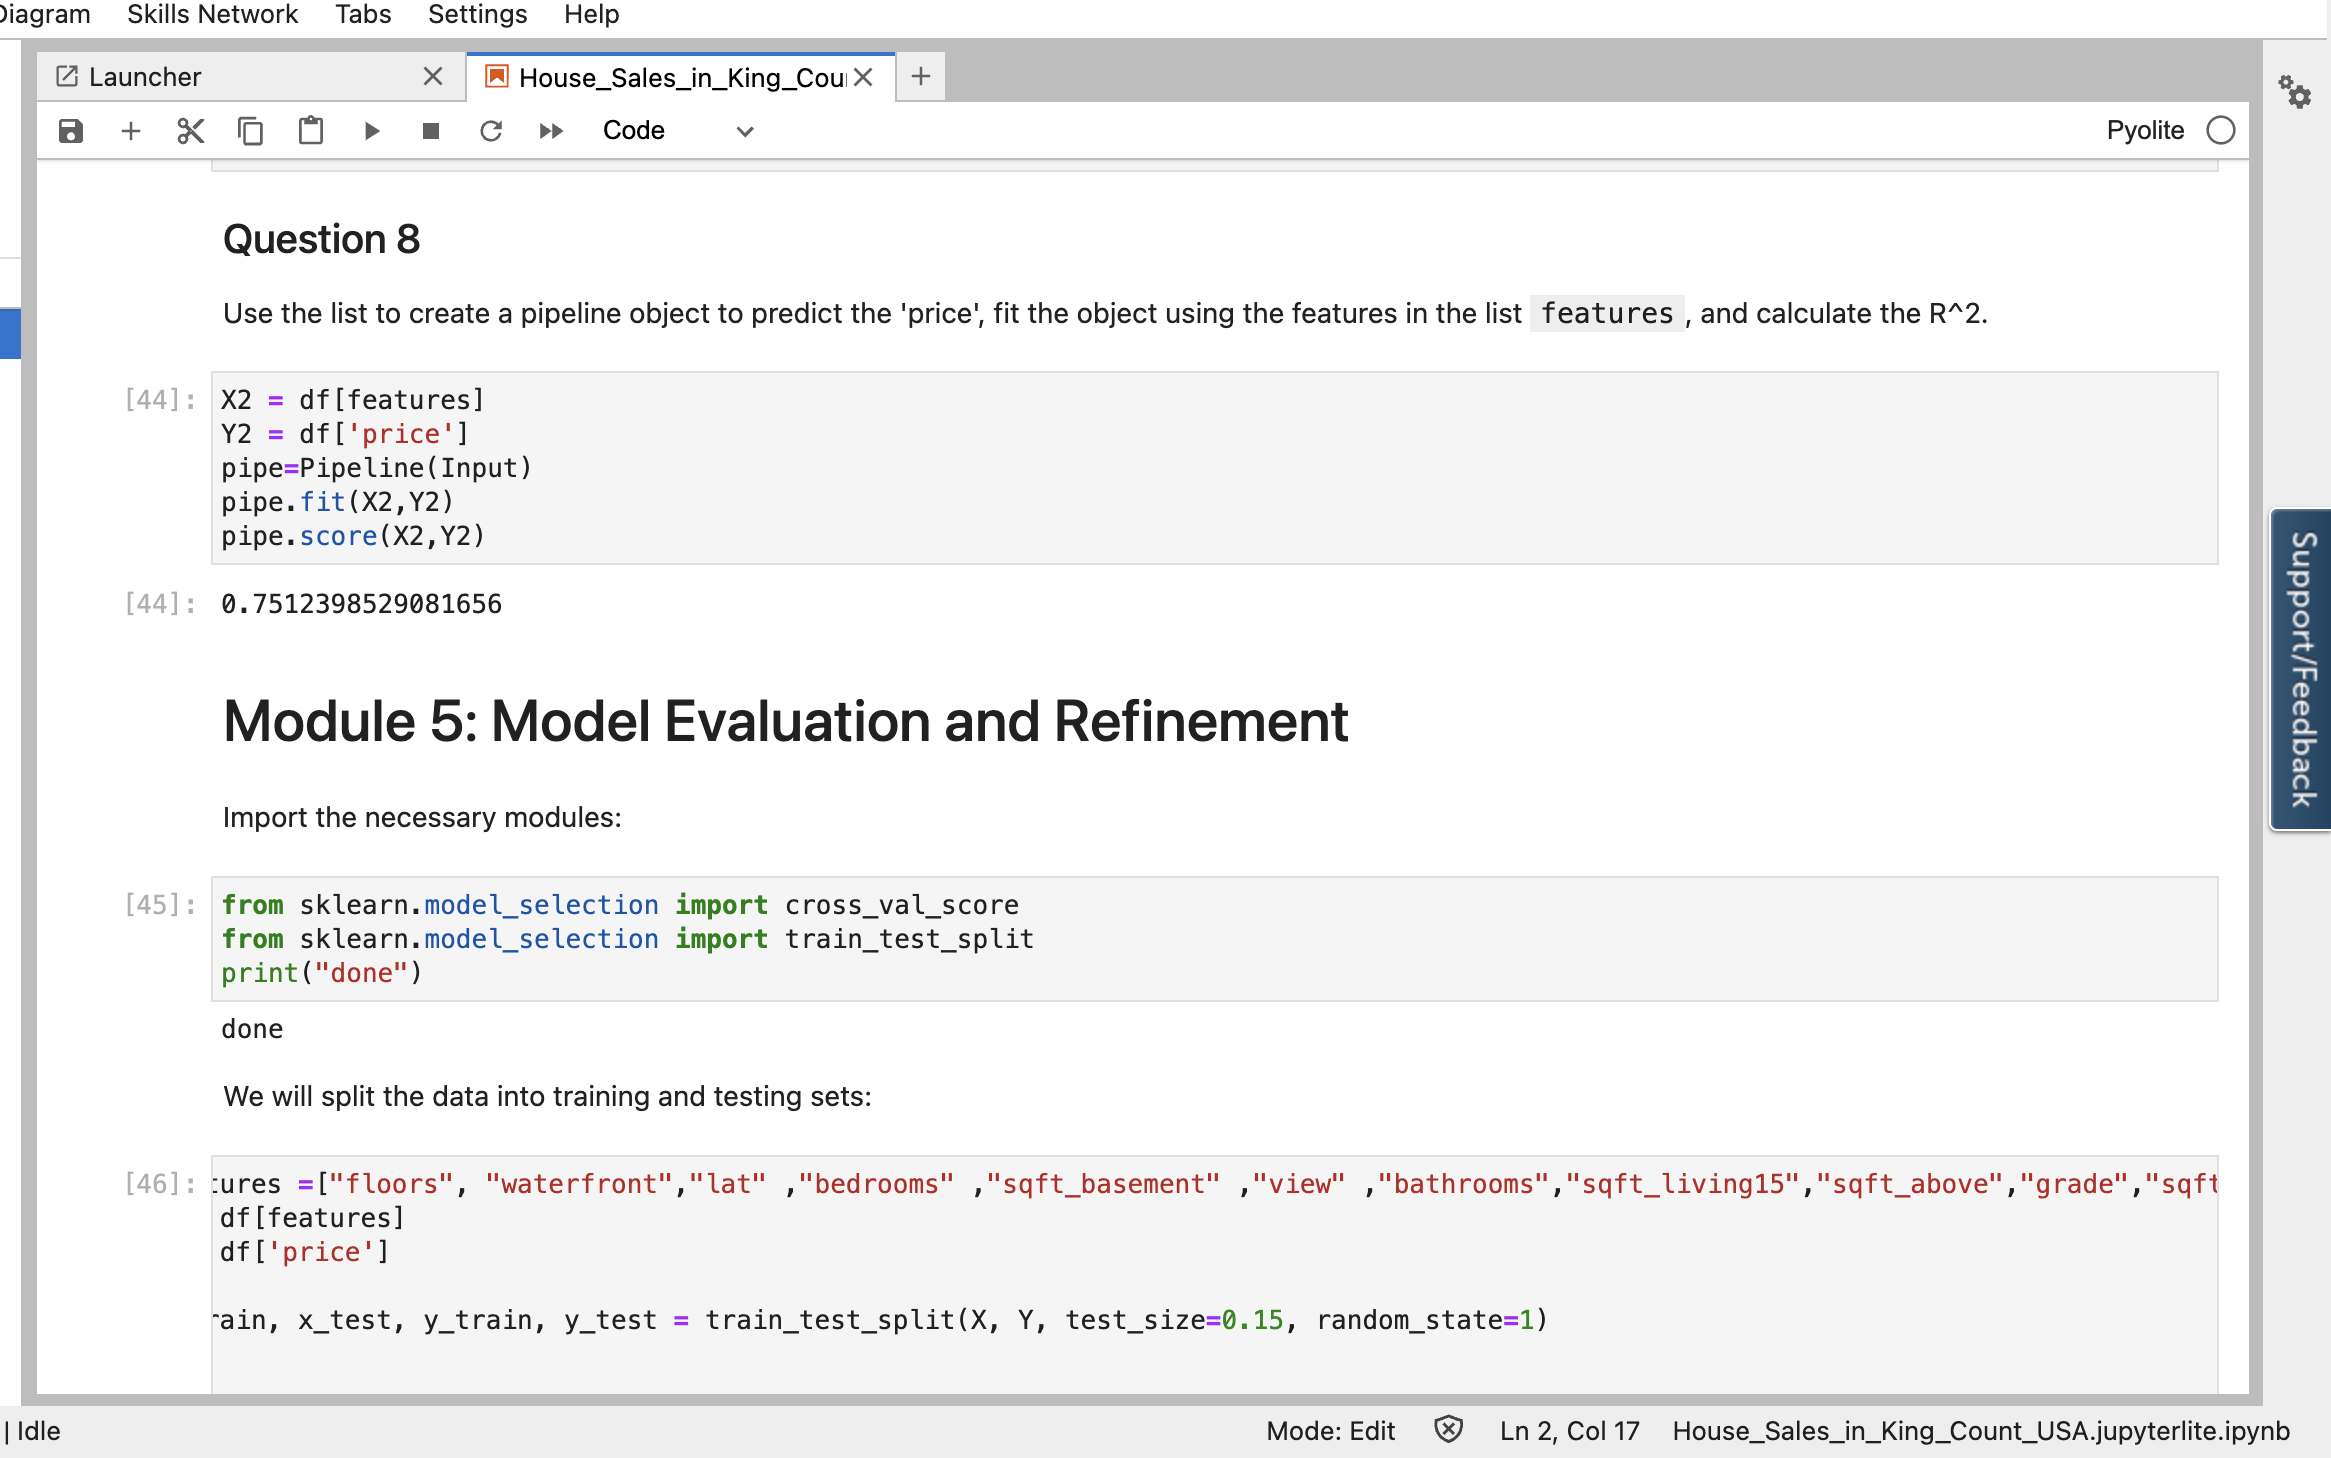 Diagram Skills Network Tabs Settings Help
Launcher
House_Sales_in_King_Cou
Code
Pyolite
Question 8
Use the list to create a pipeline object to predict the 'price', fit the object using the features in the list features, and calculate the R^2.
[44]: X2 = df[features]
Y2 = df['price']
pipe=Pipeline(Input)
pipe.fit(X2,Y2)
pipe.score(X2,Y2)
[44]: 0.7512398529081656
Module 5: Model Evaluation and Refinement
Import the necessary modules:
[45]: from sklearn.model_selection import cross_val_score
from sklearn.model_selection import train_test_split
print("done")
done
We will split the data into training and testing sets:
[46]: tures =["floors", "waterfront","lat" ,"bedrooms" ,"sqft_basement" ,"view" ,"bathrooms","sqft_living15","sqft_above","grade","sqft
df[features]
df['price']
rain, x_test, y_train, y_test = train_test_split(X, Y, test_size=0.15, random_state=1)
Support/Feedback
| Idle
Mode: Edit
Ln 2, Col 17
House_Sales_in_King_Count_USA.jupyterlite.ipynb